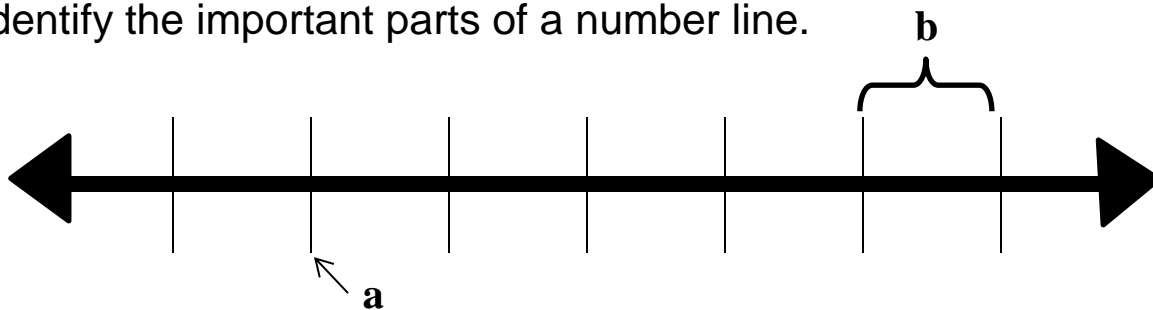 dentify the important parts of a number line.
b
a